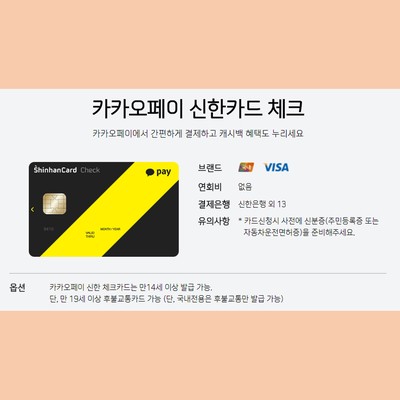 카카오페이 신한카드 체크
카카오페이에서 간편하게 결제하고 캐시백 혜택도 누리세요
ShinhanCard Check
pay
브랜드 VISA
연회비 없음
결제은행 신한은행 외 13
유의사항 * 카드신청시 사전에 신분증(주민등록증 또는
자동차운전면허증)을 준비해주세요.
MONTH / YEAR
VALID
THRU
옵션 카카오페이 신한 체크카드는 만14세 이상 발급 가능.
단, 만 19세 이상 후불교통카드 가능 (단, 국내전용은 후불교통만 발급 가능)